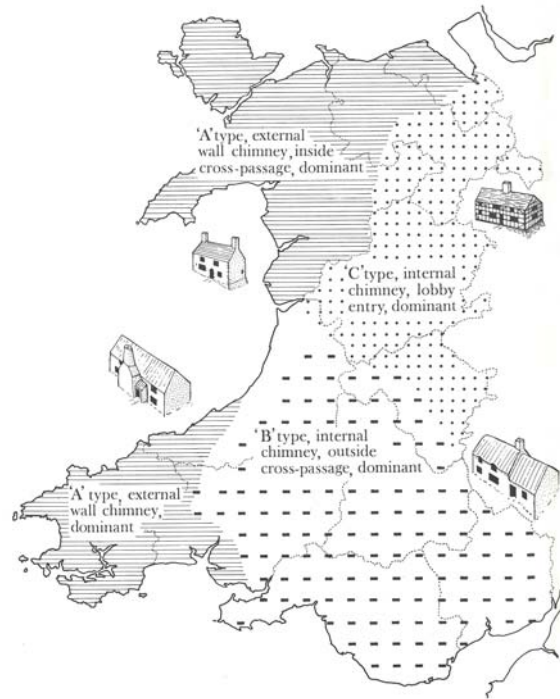 'A' type, external
wall chimney, inside
cross-passage, dominant
'C' type, internal
chimney, lobby
entry, dominant
'B' type, internal
chimney, outside
cross-passage, dominant
'A' type, external
wall chimney,
dominant